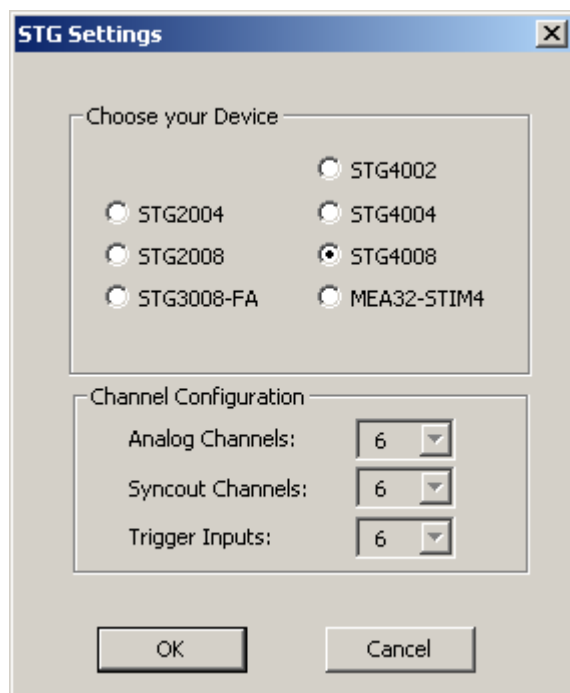 STG Settings
Choose your Device
STG4002
STG2004 STG4004
STG2008 STG4008
STG3008-FA MEA32-STIM4
Channel Configuration
Analog Channels: 6
Syncout Channels: 6
Trigger Inputs: 6
OK Cancel